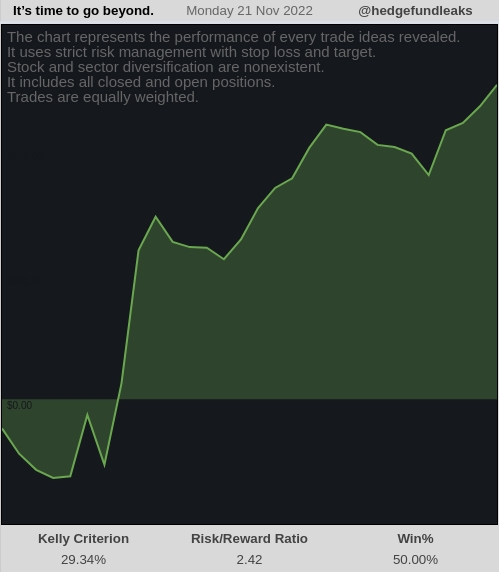 It's time to go beyond. Monday 21 Nov 2022 @hedgefundleaks
The chart represents the performance of every trade ideas revealed.
It uses strict risk management with stop loss and target.
Stock and sector diversification are nonexistent.
It includes all closed and open positions.
Trades are equally weighted.
$0.00
Kelly Criterion Risk/Reward Ratio Win%
29.34% 2.42 50.00%